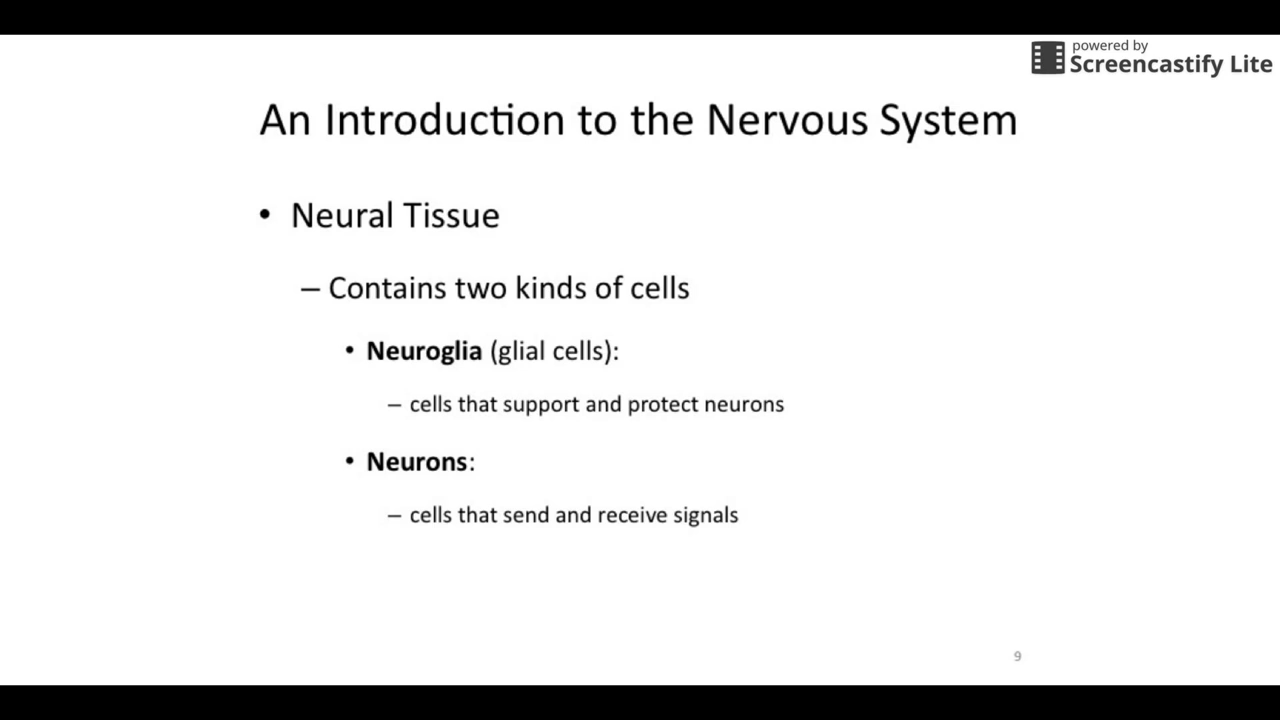 powered by
Screencastify Lite
An Introduction to the Nervous System
• Neural Tissue
– Contains two kinds of cells
• Neuroglia (glial cells):
– cells that support and protect neurons
• Neurons:
– cells that send and receive signals
9